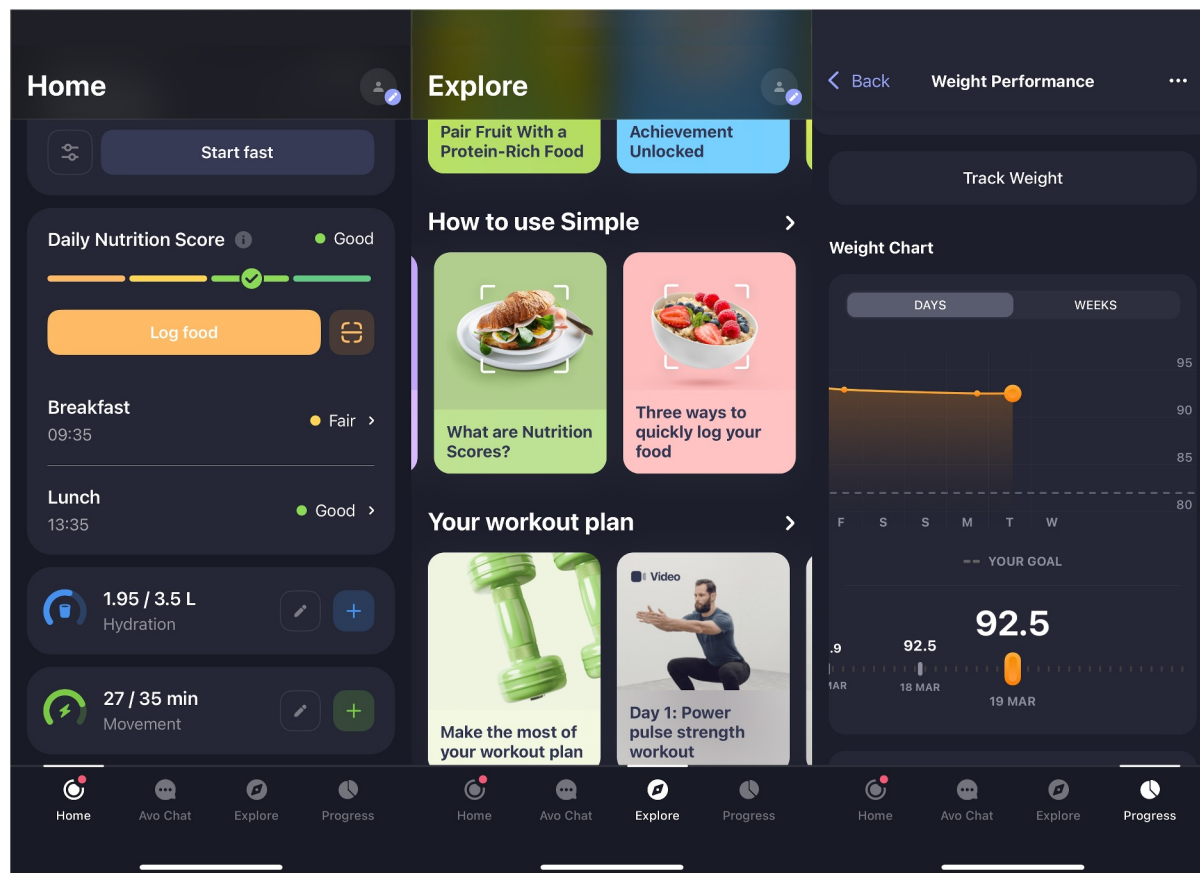 Home
Start fast
Daily Nutrition Score
Good
Log food
Breakfast
09:35
Fair
Lunch
13:35
Good
1.95 / 3.5 L
Hydration
27 / 35 min
Movement
Home
Avo Chat
Explore
Progress
Explore
Pair Fruit With a
Protein-Rich Food
Achievement
Unlocked
How to use Simple
What are Nutrition
Scores?
Three ways to
quickly log your
food
Your workout plan
Make the most of
your workout plan
Video
Day 1: Power
pulse strength
workout
Home
Avo Chat
Explore
Progress
Back
Weight Performance
Track Weight
Weight Chart
DAYS
WEEKS
95
90
85
80
F S S M T W
YOUR GOAL
92.5
.9
92.5
18 MAR
19 MAR
Home
Avo Chat
Explore
Progress